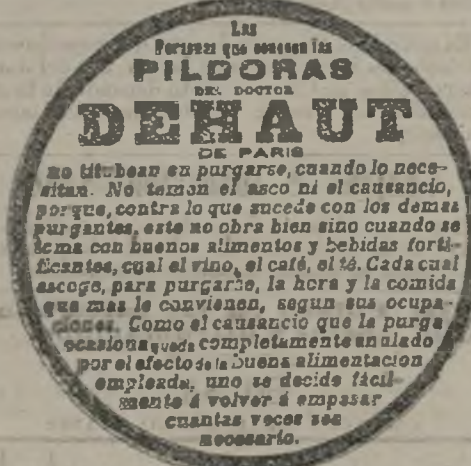 Las
Personas que conocen las
PILDORAS
DEL DOCTOR
DEHAUT
DE PARIS
no titubean en purgarse, cuando lo nece-
sitan. No temen el asco ni el causancio,
porque, contra lo que sucede con los demas
purgantes, este no obra bien sino cuando se
toma con buenos alimentos y bebidas forti-
ficantes, cual el vino, el café, el té. Cada cual
escoge, para purgarse, la hora y la comida
que mas le convienen, segun sus ocupa-
ciones. Como el causancio que la purga
ocasiona queda completamente anulado
por el efecto de la buena alimentacion
empleada, uno se decide fácil-
mente á volver á empezar
cuantas veces sea
necesario.